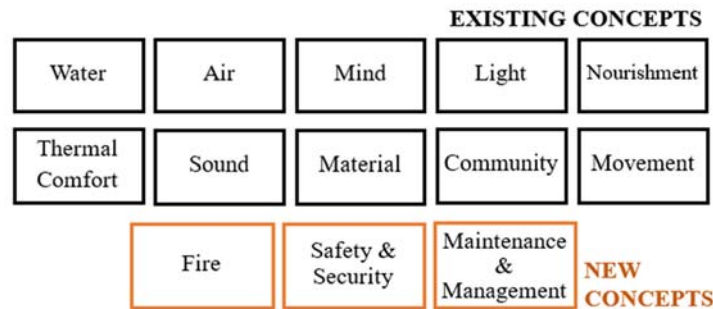 EXISTING CONCEPTS
Water
Air
Mind
Light
Nourishment
Thermal
Comfort
Sound
Material
Community
Movement
Fire
Safety &
Security
Maintenance
&
Management
NEW
CONCEPTS